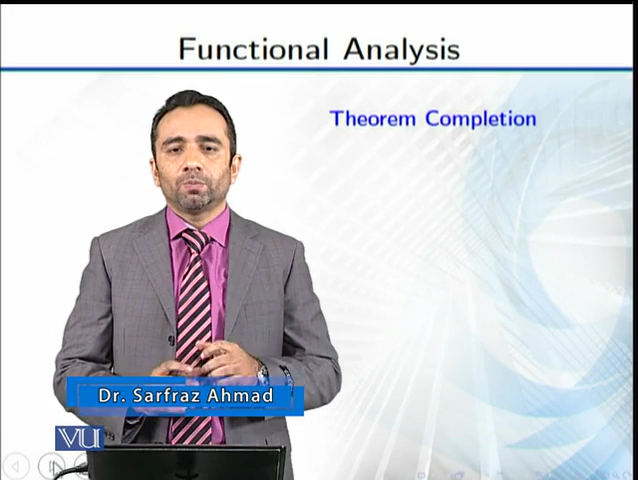 Functional Analysis
Theorem Completion
Dr. Sarfraz Ahmad
VU